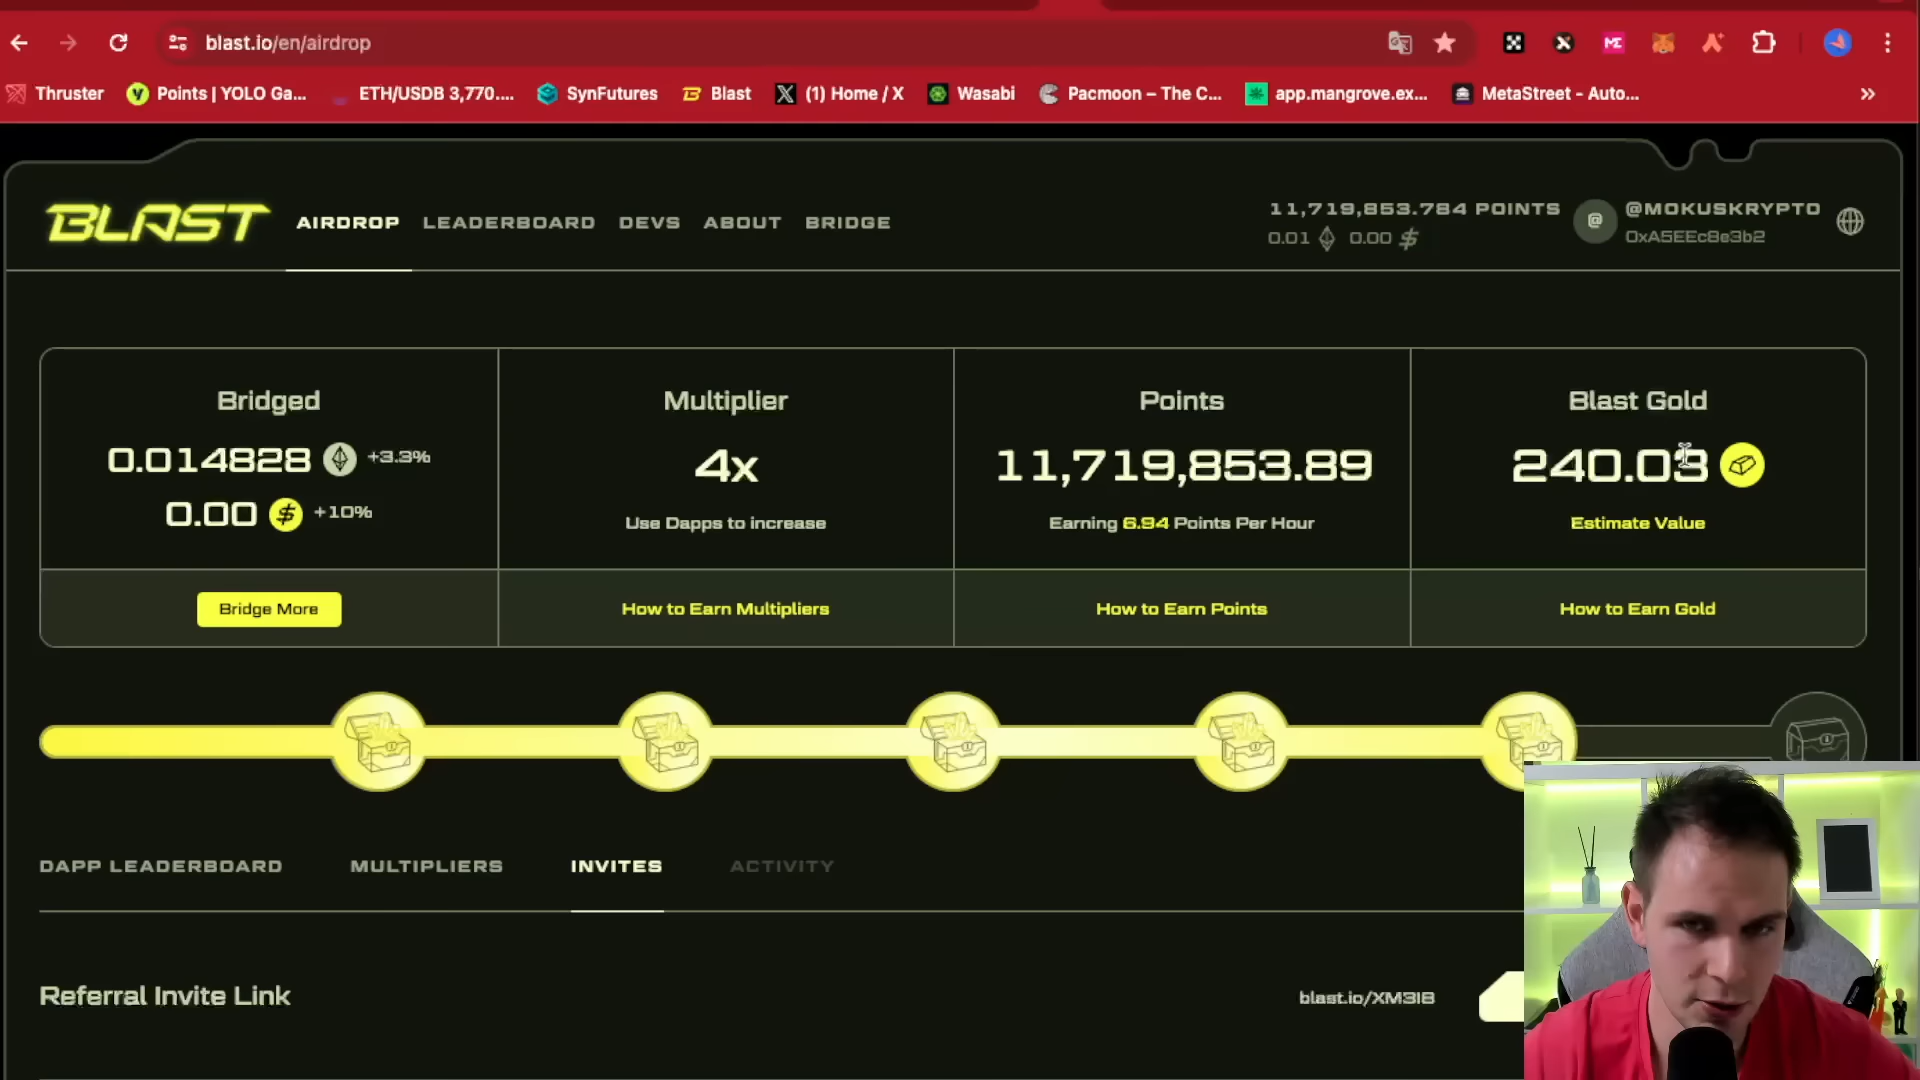 blast.io/en/airdrop
Thruster
Points | YOLO Ga...
ETH/USDB 3,770....
SynFutures
Blast
(1) Home / X
Wasabi
Pacmoon – The C...
app.mangrove.ex...
MetaStreet - Auto...
BLAST
AIRDROP
LEADERBOARD
DEVS
ABOUT
BRIDGE
11,719,853.784 POINTS
0.01
0.00
@
@MOKUSKRYPTO
0xA5EEc8e3b2
Bridged
0.014828 +3.3%
0.00 $ +10%
Bridge More
Multiplier
4x
Use Dapps to increase
How to Earn Multipliers
Points
11,719,853.89
Earning 6.94 Points Per Hour
How to Earn Points
Blast Gold
240.03
Estimate Value
How to Earn Gold
DAPP LEADERBOARD
MULTIPLIERS
INVITES
ACTIVITY
Referral Invite Link
blast.io/XM3I8